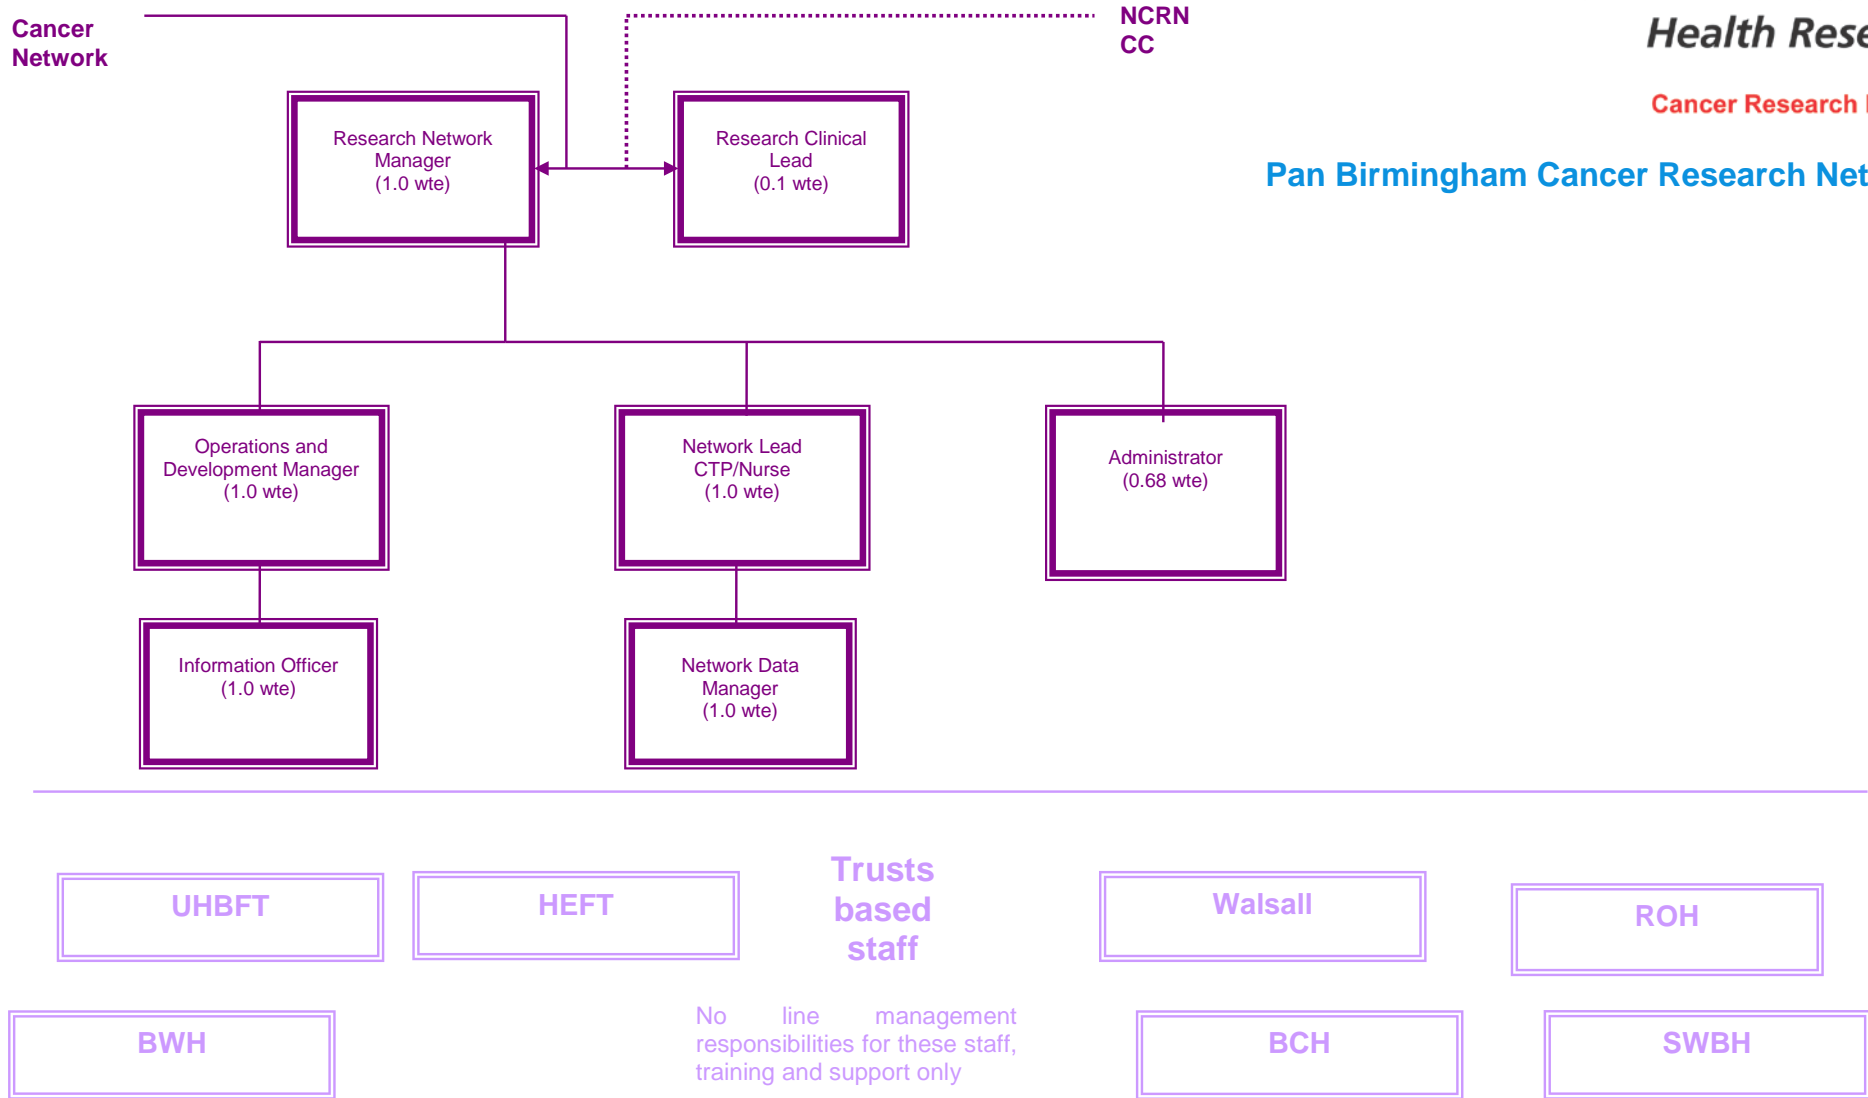 Cancer
Network
NCRN
CC
Health Rese
Cancer Research
Pan Birmingham Cancer Research Net
Research Network
Manager
(1.0 wte)
Research Clinical
Lead
(0.1 wte)
Operations and
Development Manager
(1.0 wte)
Network Lead
CTP/Nurse
(1.0 wte)
Administrator
(0.68 wte)
Information Officer
(1.0 wte)
Network Data
Manager
(1.0 wte)
UHBFT
HEFT
Trusts
based
staff
Walsall
ROH
BWH
No line management
responsibilities for these staff,
training and support only
BCH
SWBH